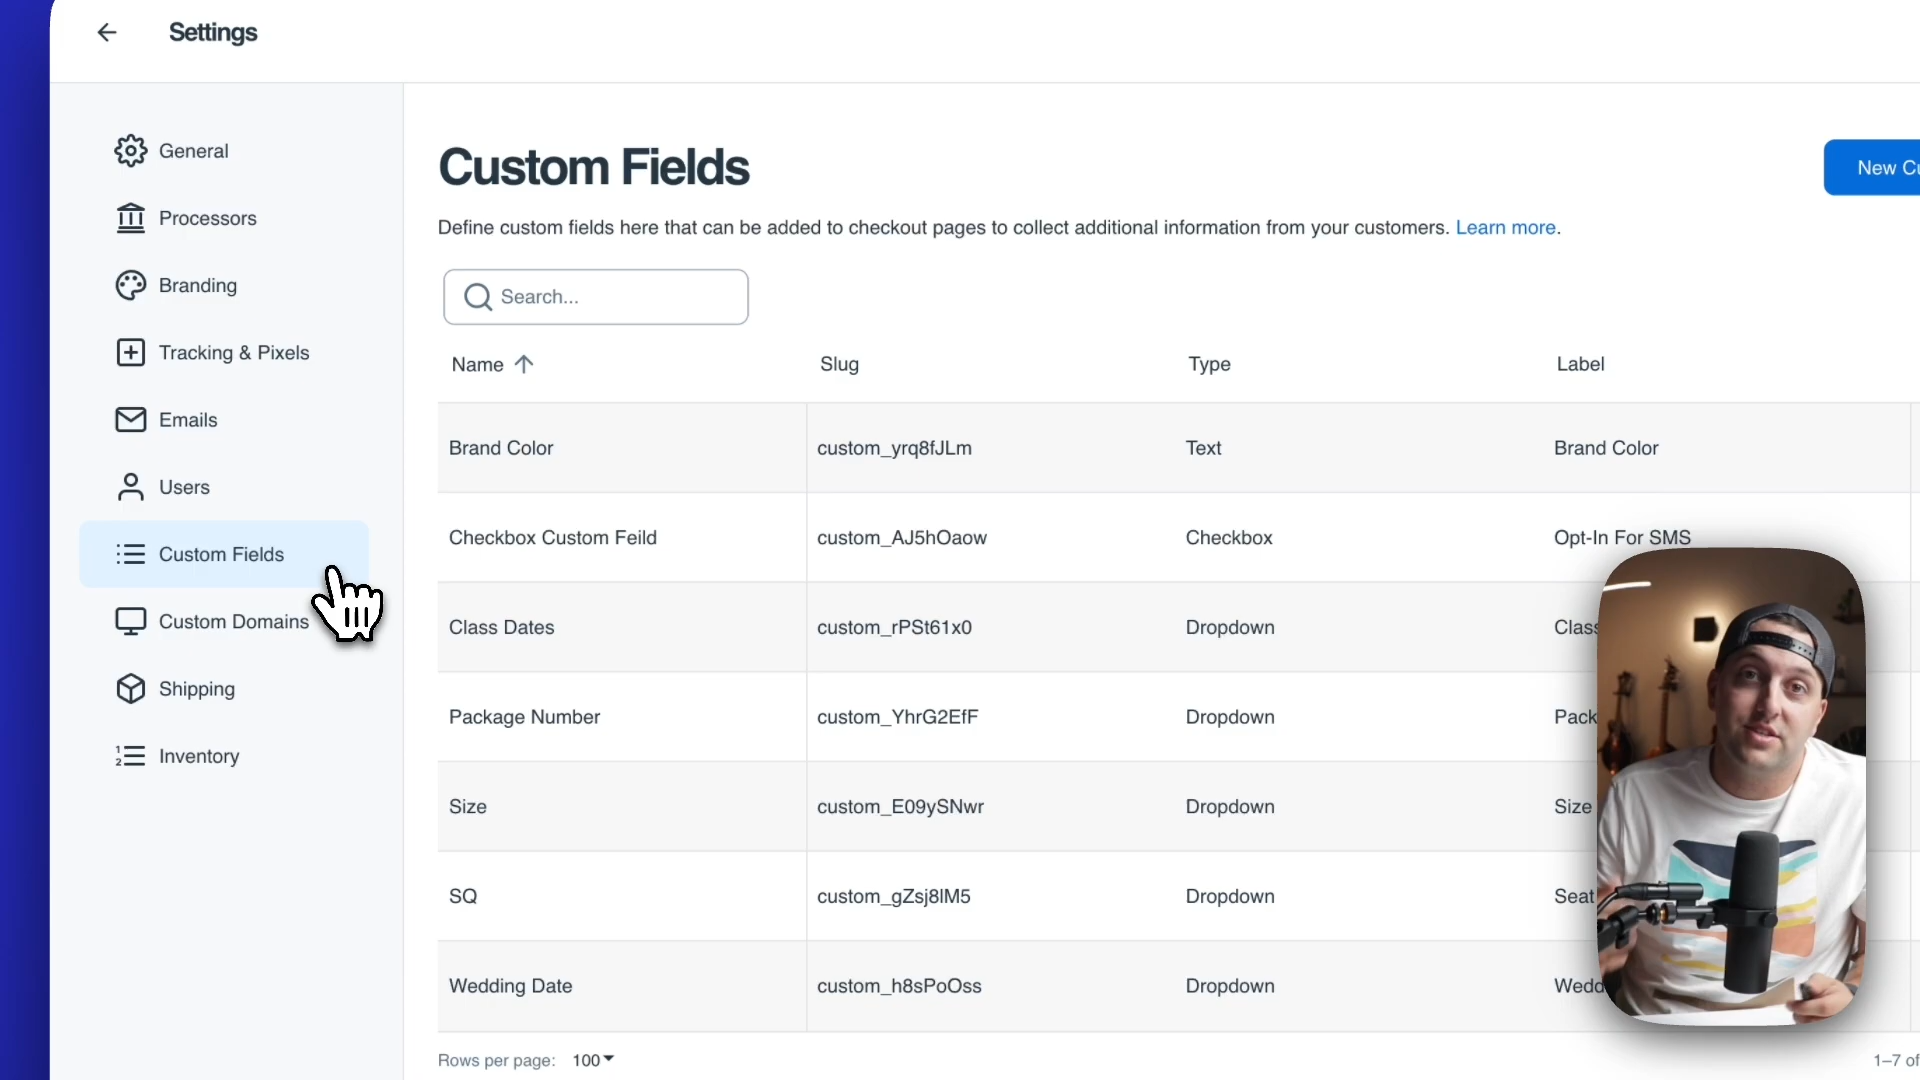 Settings
General
Processors
Branding
Tracking & Pixels
Emails
Users
Custom Fields
Custom Domains
Shipping
Inventory
Custom Fields
New Cu
Define custom fields here that can be added to checkout pages to collect additional information from your customers. Learn more.
Search...
Name Slug Type Label
Brand Color custom_yrq8fJLm Text Brand Color
Checkbox Custom Feild custom_AJ5hOaow Checkbox Opt-In For SMS
Class Dates custom_rPSt61x0 Dropdown Class
Package Number custom_YhrG2EfF Dropdown Pack
Size custom_E09ySNwr Dropdown Size
SQ custom_gZsj8lM5 Dropdown Seat
Wedding Date custom_h8sPoOss Dropdown Wedd
Rows per page: 100
1–7 of